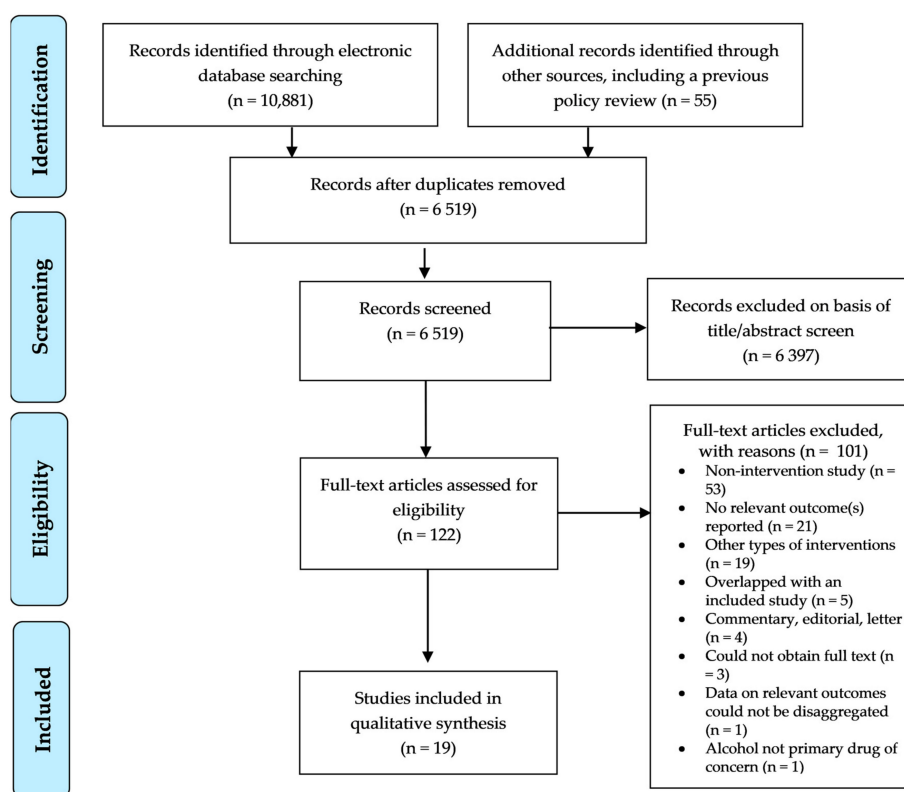 Identification
Records identified through electronic
database searching
(n = 10,881)
Additional records identified through
other sources, including a previous
policy review (n = 55)
Records after duplicates removed
(n = 6 519)
Screening
Records screened
(n = 6 519)
Records excluded on basis of
title/abstract screen
(n = 6 397)
Eligibility
Full-text articles assessed for
eligibility
(n = 122)
Full-text articles excluded,
with reasons (n =  101)
• Non-intervention study (n =
53)
• No relevant outcome(s)
reported (n = 21)
• Other types of interventions
(n = 19)
• Overlapped with an
included study (n = 5)
• Commentary, editorial, letter
(n = 4)
• Could not obtain full text (n
= 3)
• Data on relevant outcomes
could not be disaggregated
(n = 1)
• Alcohol not primary drug of
concern (n = 1)
Included
Studies included in
qualitative synthesis
(n = 19)